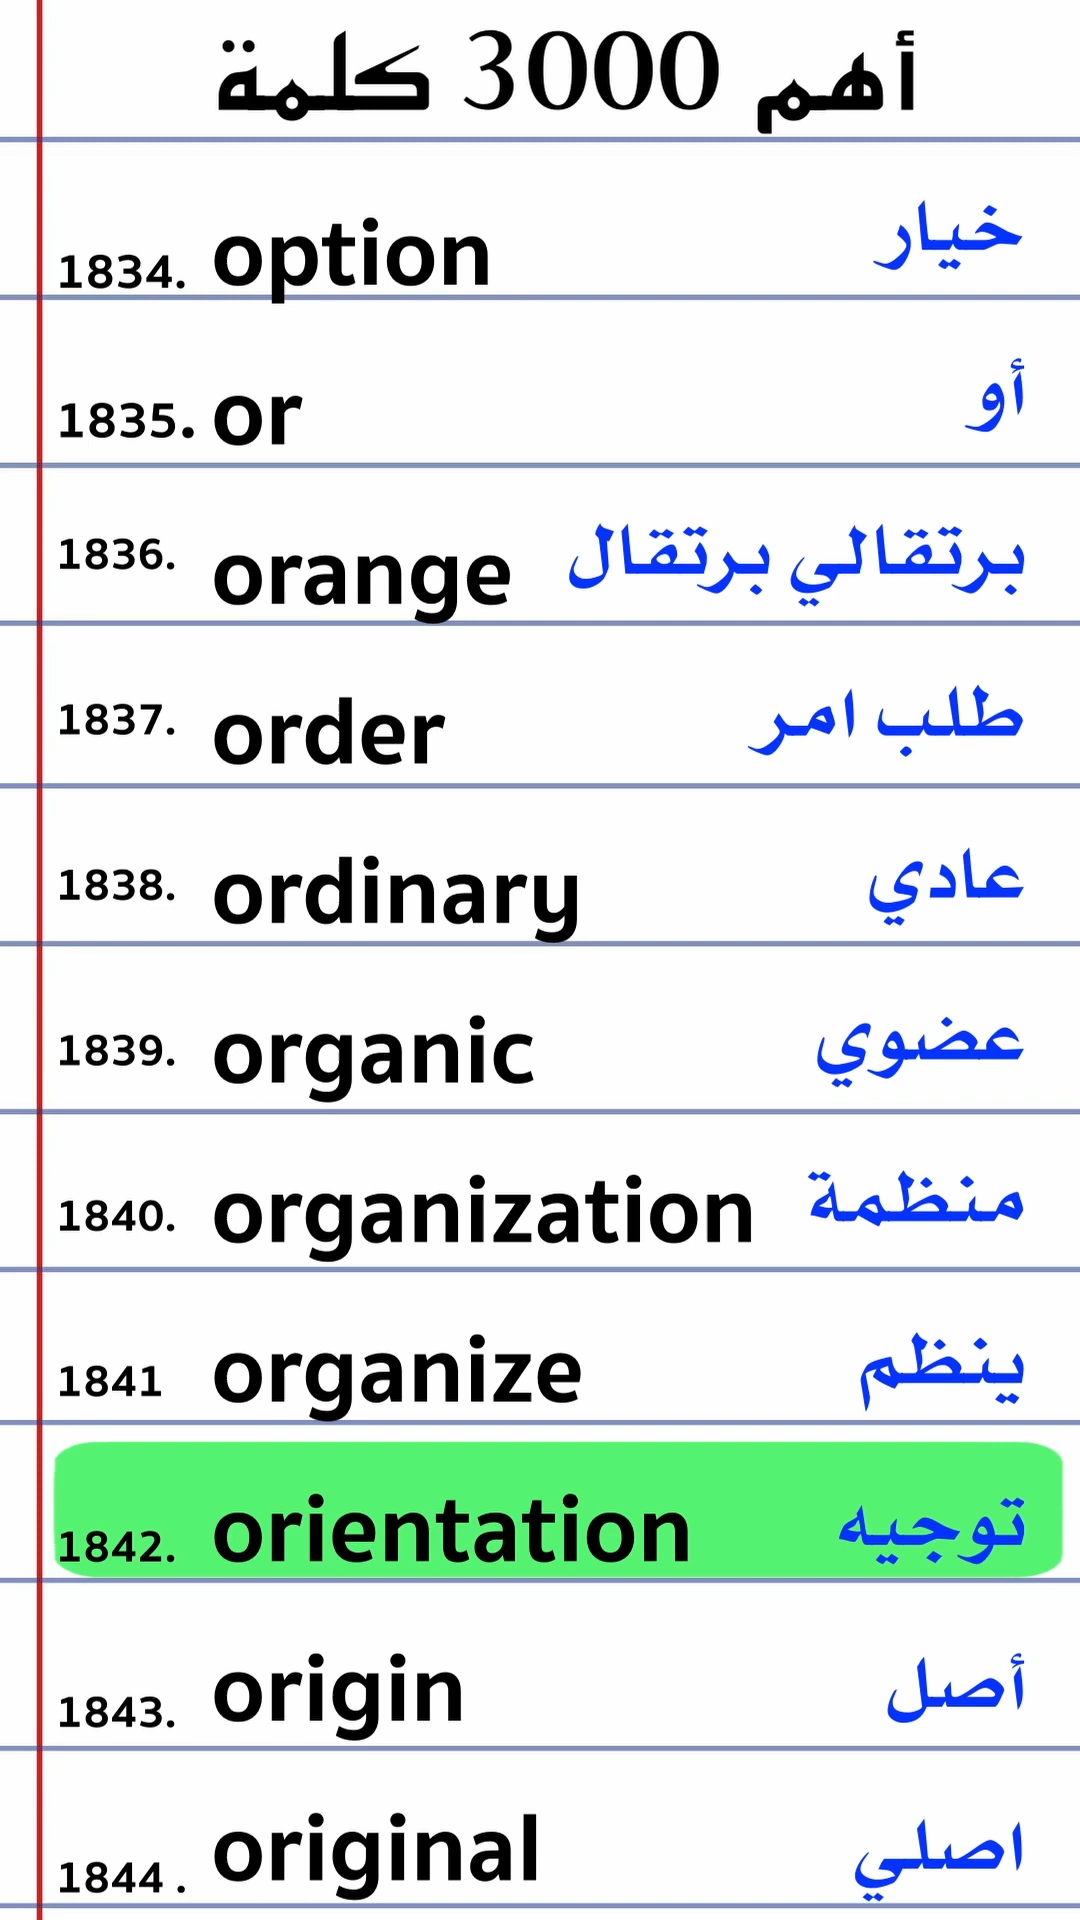 أهم 3000 كلمة
1834. option خيار
1835. or أو
1836. orange برتقالي برتقال
1837. order طلب امر
1838. ordinary عادي
1839. organic عضوي
1840. organization منظمة
1841 organize ينظم
1842. orientation توجيه
1843. origin أصل
1844 . original اصلي